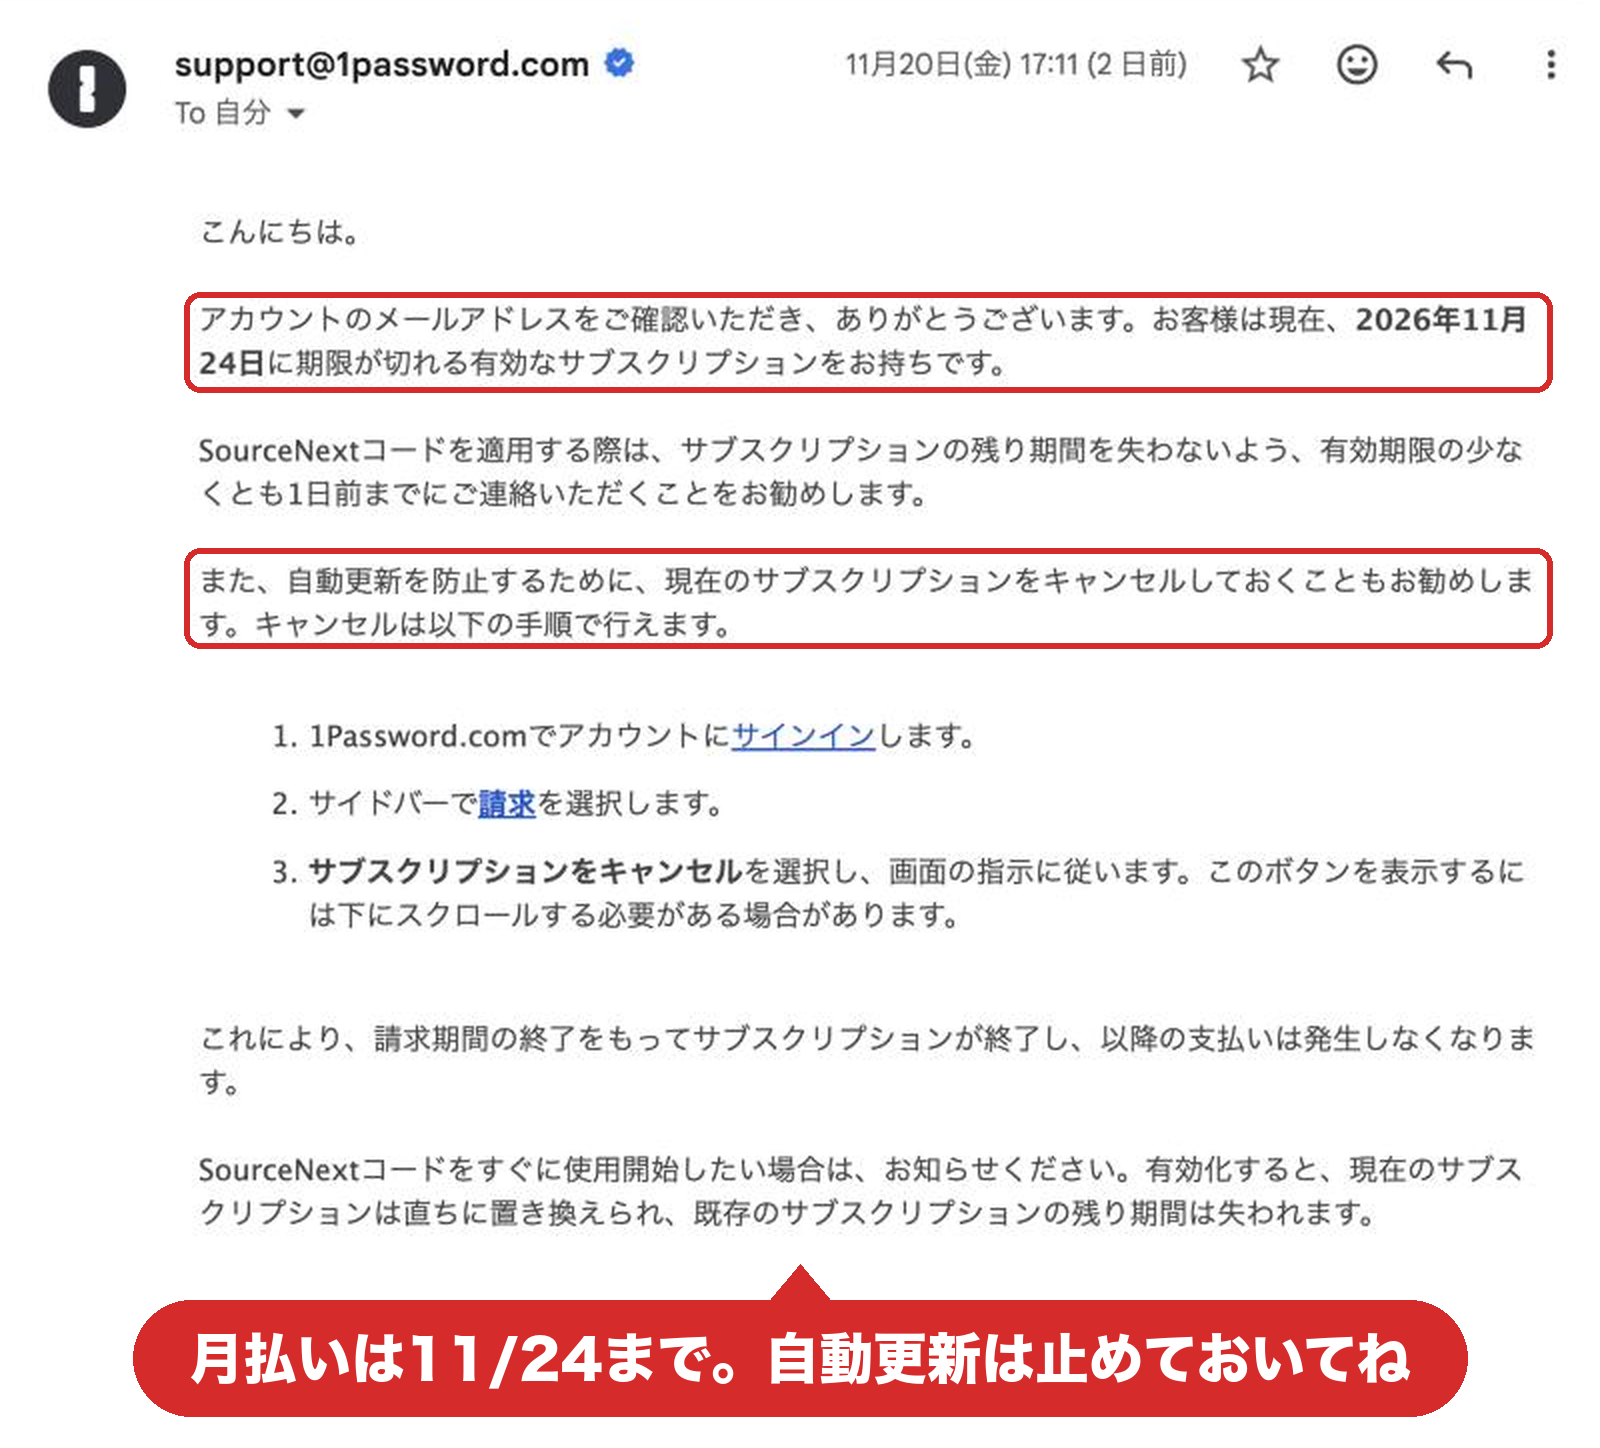 support@1password.com
11月20日(金) 17:11 (2 日前)
To 自分
こんにちは。
アカウントのメールアドレスをご確認いただき、ありがとうございます。お客様は現在、2026年11月
24日に期限が切れる有効なサブスクリプションをお持ちです。
SourceNextコードを適用する際は、サブスクリプションの残り期間を失わないよう、有効期限の少な
くとも1日前までにご連絡いただくことをお勧めします。
また、自動更新を防止するために、現在のサブスクリプションをキャンセルしておくこともお勧めしま
す。キャンセルは以下の手順で行えます。
1. 1Password.comでアカウントにサインインします。
2. サイドバーで請求を選択します。
3. サブスクリプションをキャンセルを選択し、画面の指示に従います。このボタンを表示するに
は下にスクロールする必要がある場合があります。
これにより、請求期間の終了をもってサブスクリプションが終了し、以降の支払いは発生しなくなりま
す。
SourceNextコードをすぐに使用開始したい場合は、お知らせください。有効化すると、現在のサブス
クリプションは直ちに置き換えられ、既存のサブスクリプションの残り期間は失われます。
月払いは11/24まで。自動更新は止めておいてね